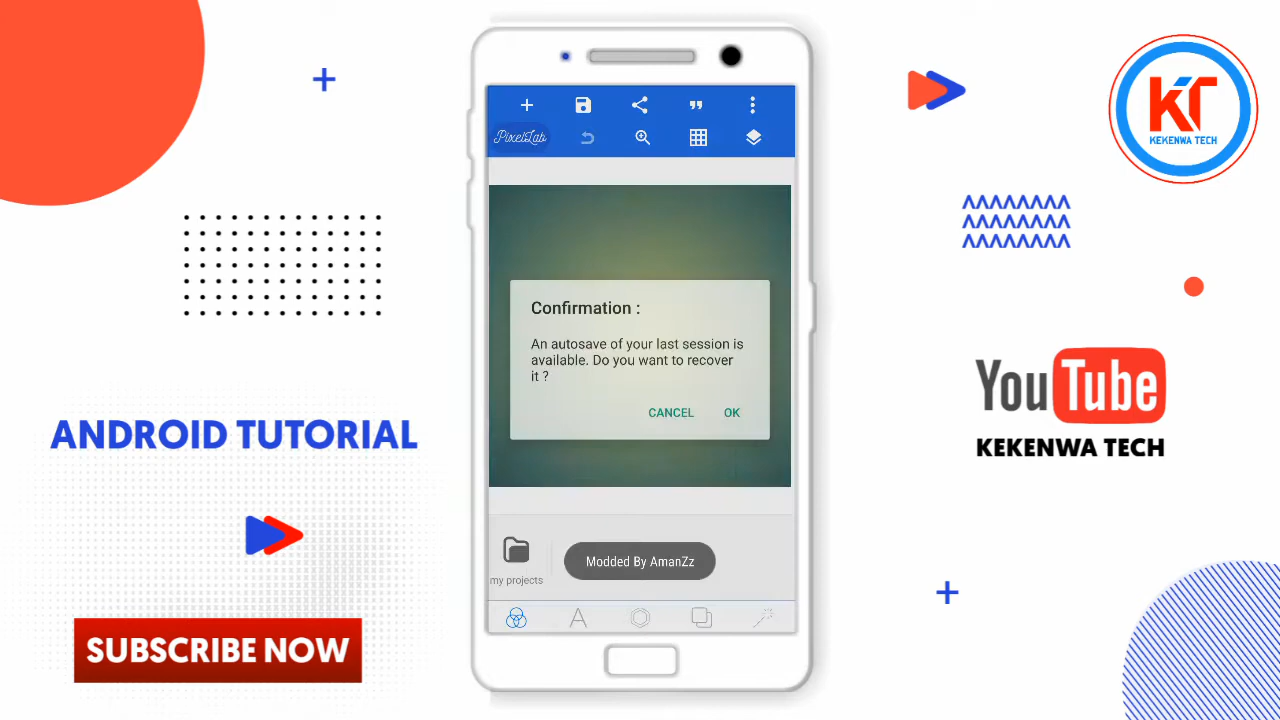 PixelLab
Confirmation :
An autosave of your last session is
available. Do you want to recover
it ?
CANCEL OK
my projects
Modded By AmanZz
ANDROID TUTORIAL
SUBSCRIBE NOW
KT
KEKENWA TECH
YouTube
KEKENWA TECH